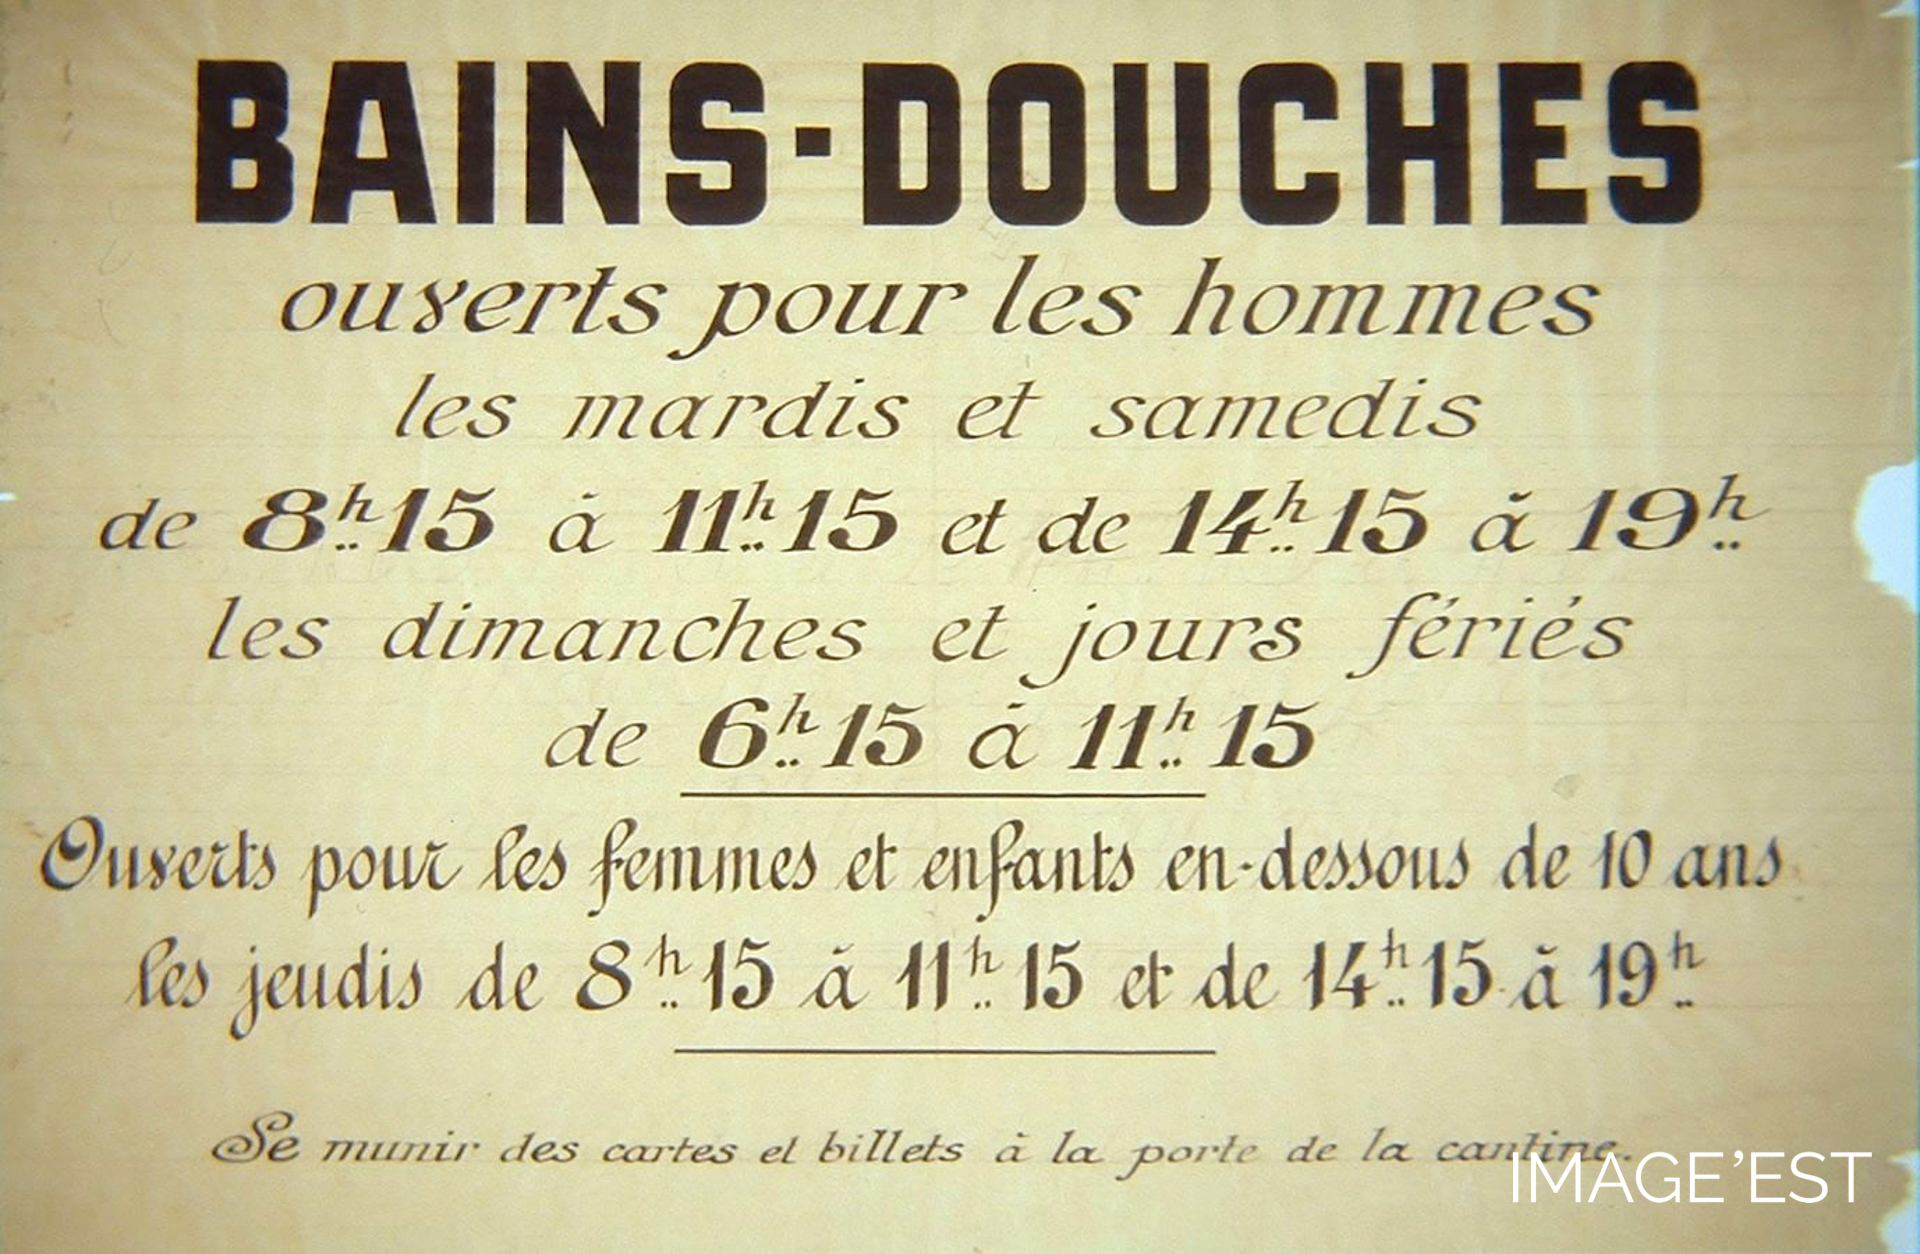 BAINS-DOUCHES
ouverts pour les hommes
les mardis et samedis
de 8h15 à 11h15 et de 14h15 à 19h
les dimanches et jours fériés
de 6h15 à 11h15
Ouverts pour les femmes et enfants en-dessous de 10 ans
les jeudis de 8h15 à 11h15 et de 14h15 à 19h
Se munir des cartes et billets à la porte de la cantine.
IMAGE'EST